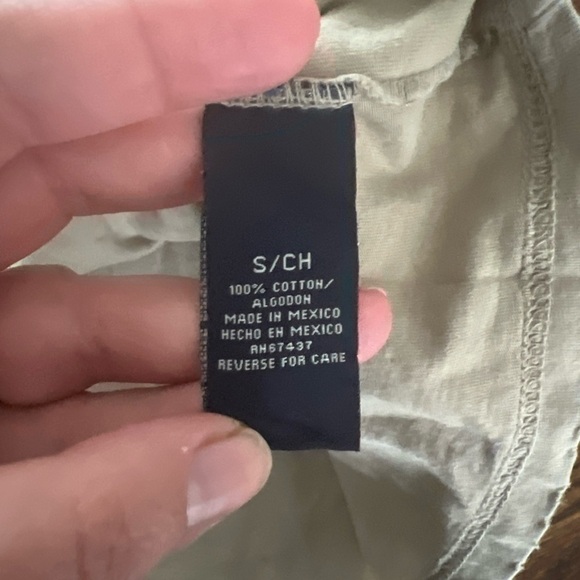 S/CH
100% COTTON/
ALGODON
MADE IN MEXICO
HECHO EN MEXICO
RN67437
REVERSE FOR CARE